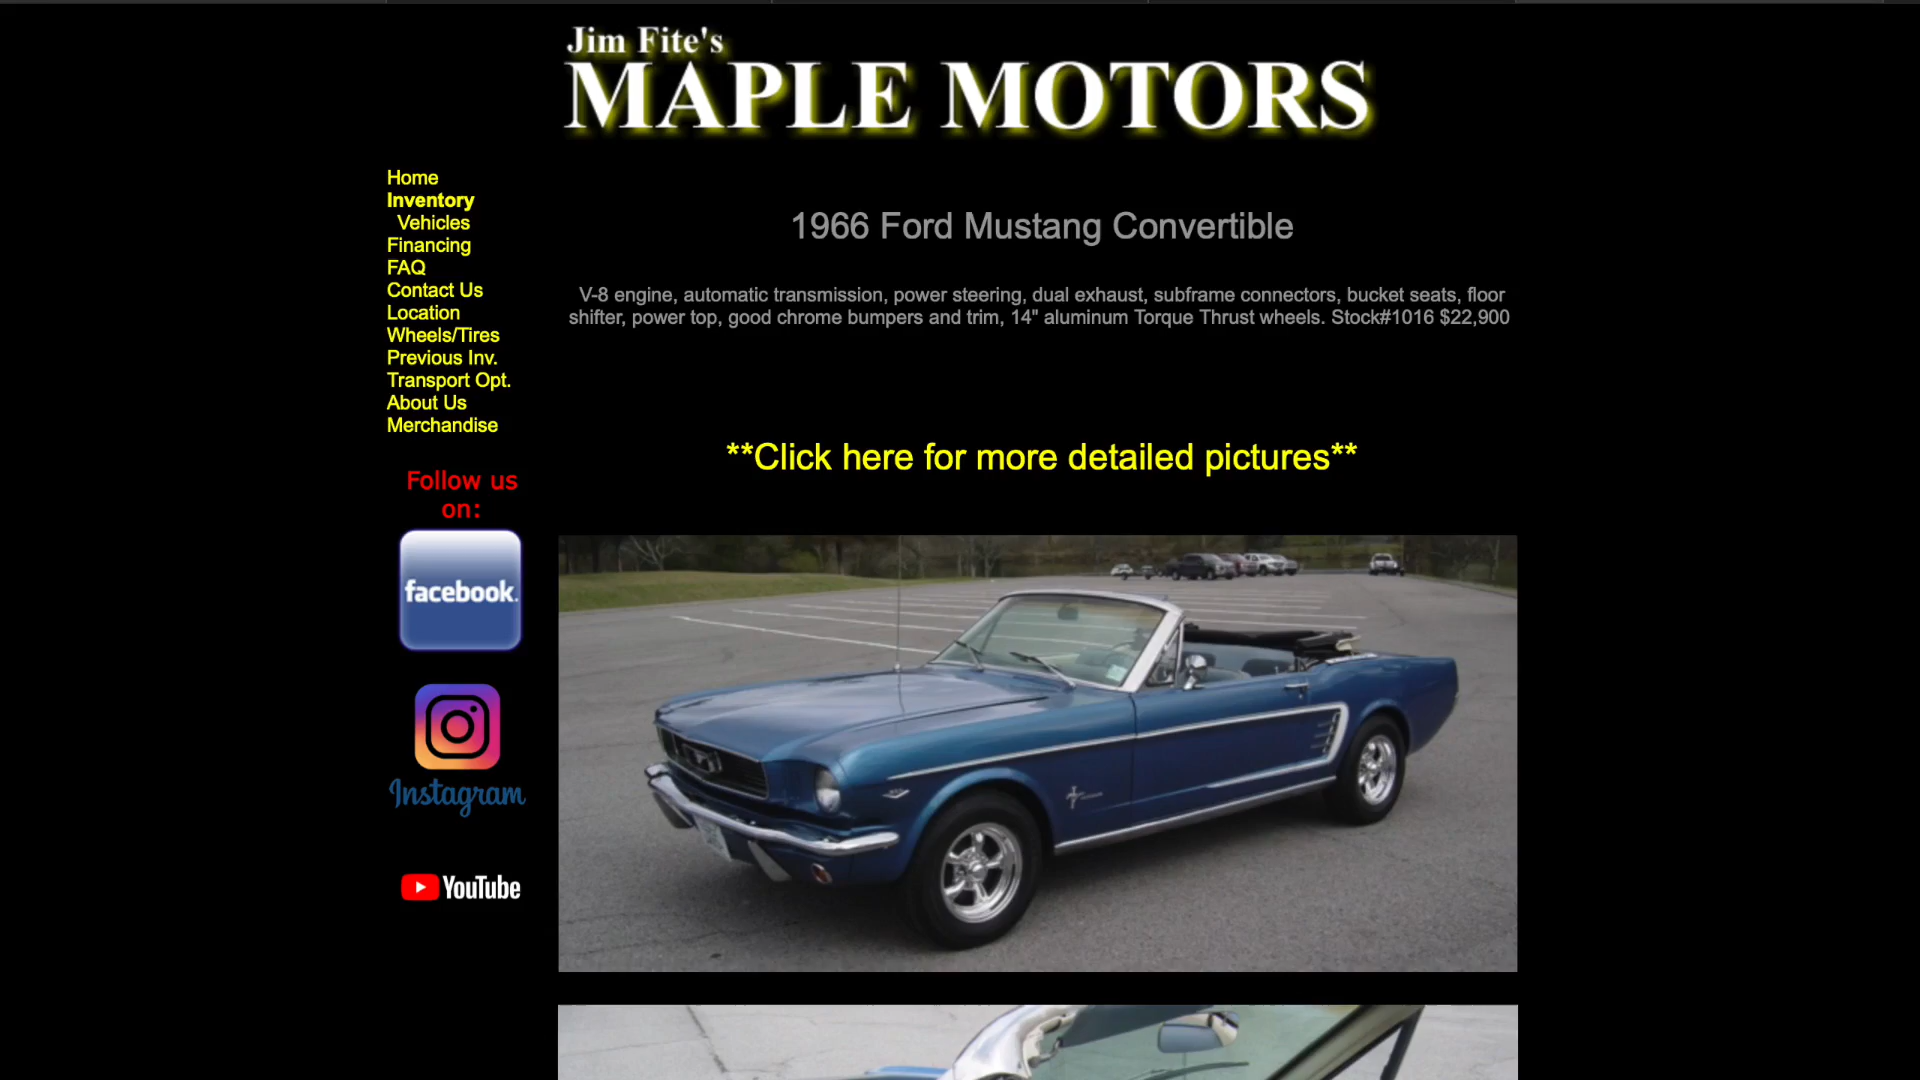 Jim Fite's
MAPLE MOTORS
Home
Inventory
Vehicles
Financing
FAQ
Contact Us
Location
Wheels/Tires
Previous Inv.
Transport Opt.
About Us
Merchandise
Follow us
on:
facebook.
Instagram
YouTube
1966 Ford Mustang Convertible
V-8 engine, automatic transmission, power steering, dual exhaust, subframe connectors, bucket seats, floor
shifter, power top, good chrome bumpers and trim, 14" aluminum Torque Thrust wheels. Stock#1016 $22,900
**Click here for more detailed pictures**